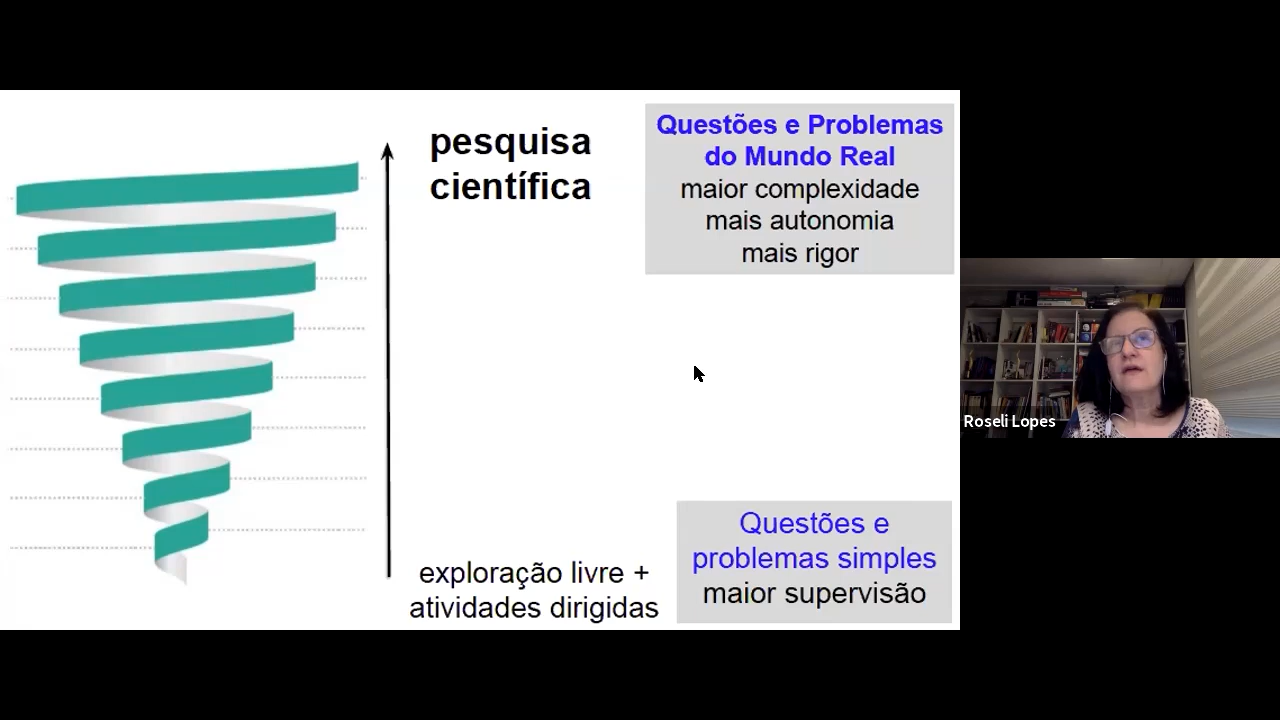 pesquisa
científica
Questões e Problemas
do Mundo Real
maior complexidade
mais autonomia
mais rigor
Roseli Lopes
exploração livre +
atividades dirigidas
Questões e
problemas simples
maior supervisão